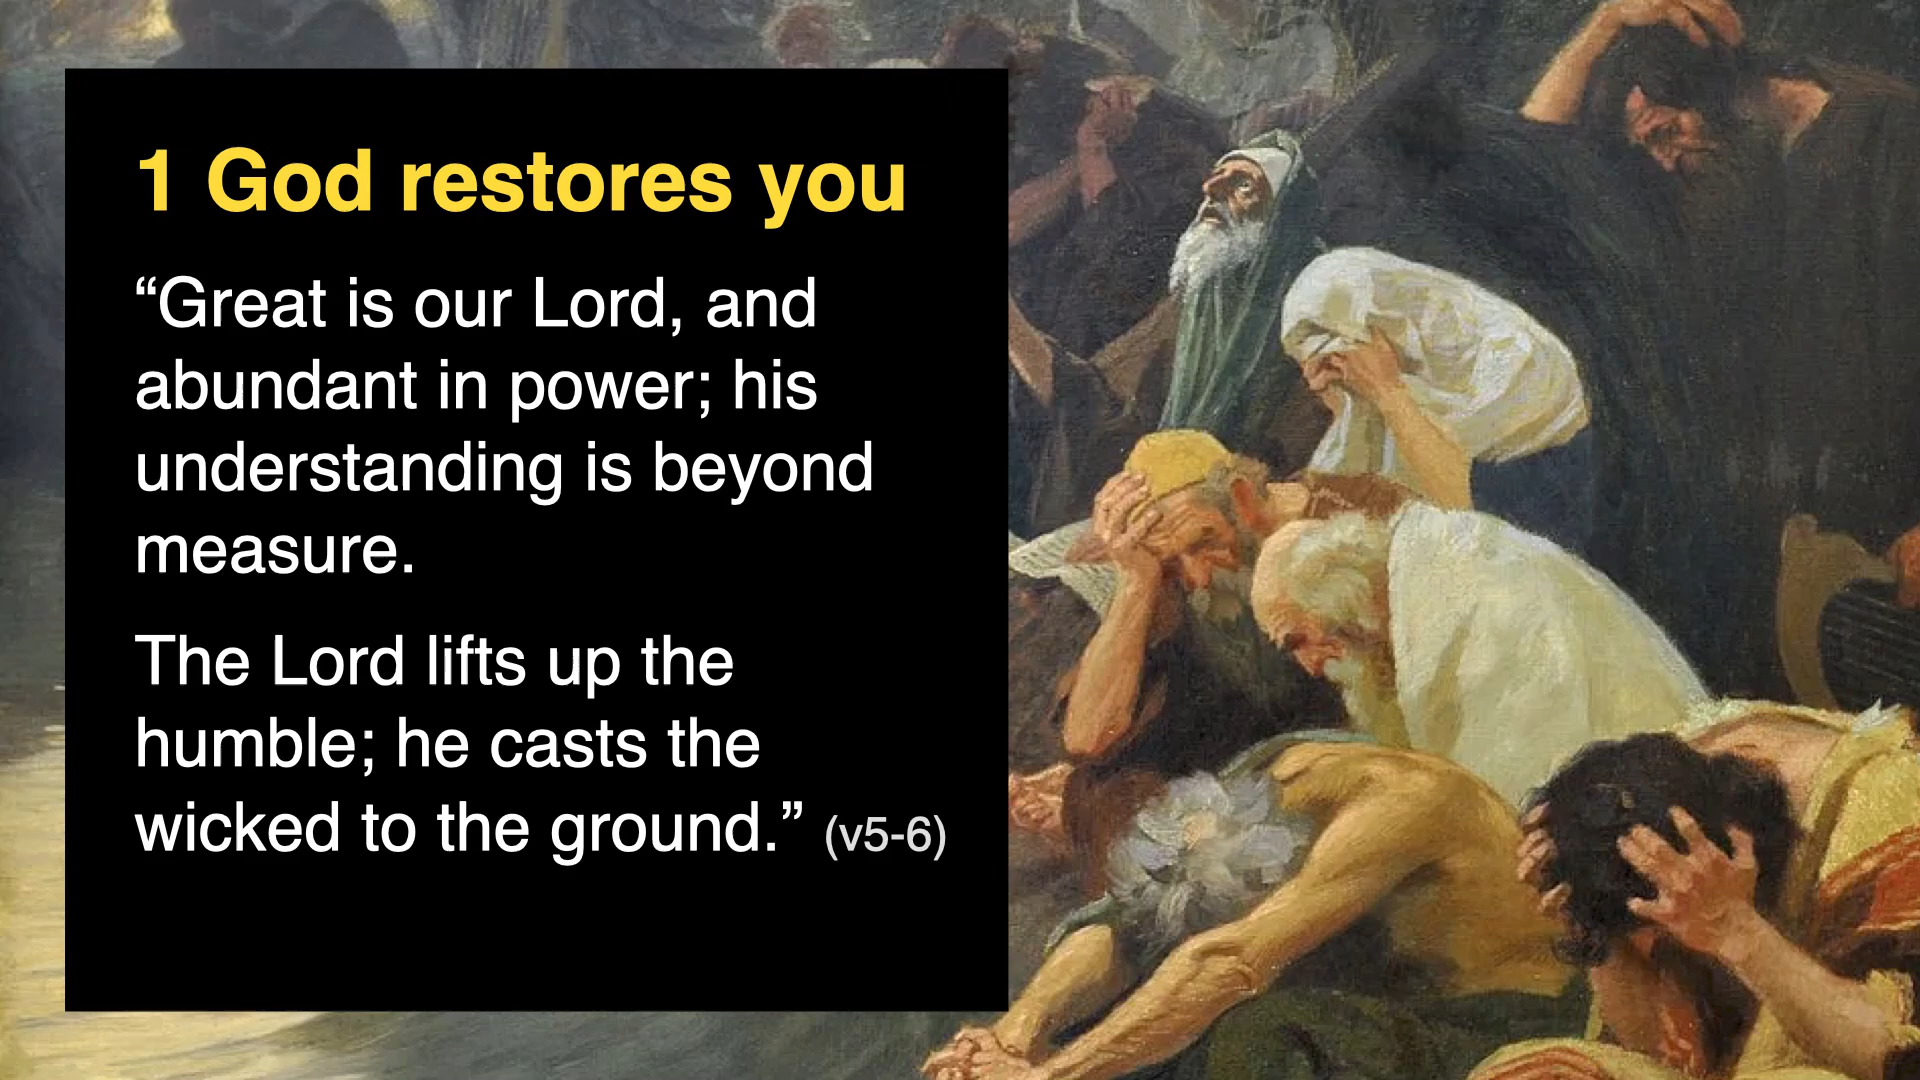 1 God restores you
“Great is our Lord, and
abundant in power; his
understanding is beyond
measure.
The Lord lifts up the
humble; he casts the
wicked to the ground.” (v5-6)